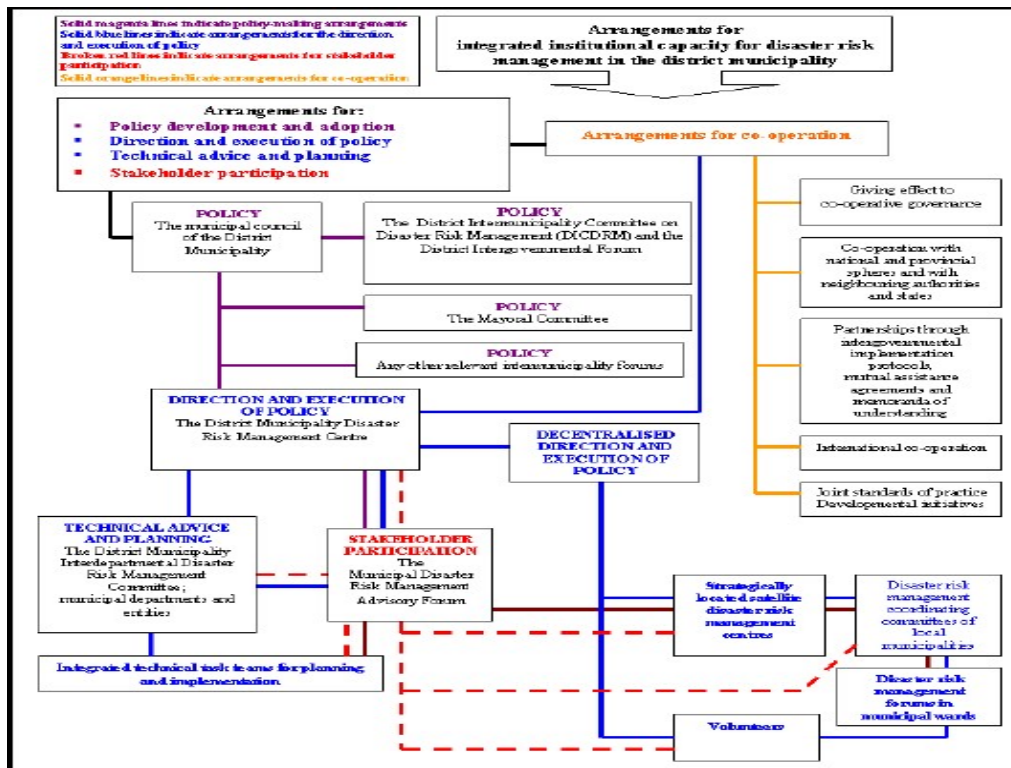 Solid magenta lines indicate policy-making arrangements
Solid blue lines indicate arrangements for the direction
and execution of policy
Broken red lines indicate arrangements for stakeholder
participation
Solid orange lines indicate arrangements for co-operation
Arrangements for
integrated institutional capacity for disaster risk
management in the district municipality
Arrangements for:
Policy development and adoption
Direction and execution of policy
Technical advice and planning
Stakeholder participation
Arrangements for co-operation
POLICY
The municipal council
of the District
Municipality
POLICY
The District Intermunicipality Committee on
Disaster Risk Management (DICDRM) and the
District Intergovernmental Forum
POLICY
The Mayoral Committee
POLICY
Any other relevant intermunicipality forums
Giving effect to
co-operative governance
Co-operation with
national and provincial
spheres and with
neighbouring authorities
and states
Partnerships through
intergovernmental
implementation
protocols,
mutual assistance
agreements and
memoranda of
understanding
International co-operation
Joint standards of practice
Developmental initiatives
DIRECTION AND EXECUTION
OF POLICY
The District Municipality Disaster
Risk Management Centre
DECENTRALISED
DIRECTION AND
EXECUTION OF
POLICY
TECHNICAL ADVICE
AND PLANNING
The District Municipality
Interdepartmental Disaster
Risk Management
Committee;
municipal departments and
entities
STAKEHOLDER
PARTICIPATION
The
Municipal Disaster
Risk Management
Advisory Forum
Integrated technical task teams for planning
and implementation
Strategically
located satellite
disaster risk
management
centres
Disaster risk
management
coordinating
committees of
local
municipalities
Disaster risk
management
forums in
municipal wards
Volunteers